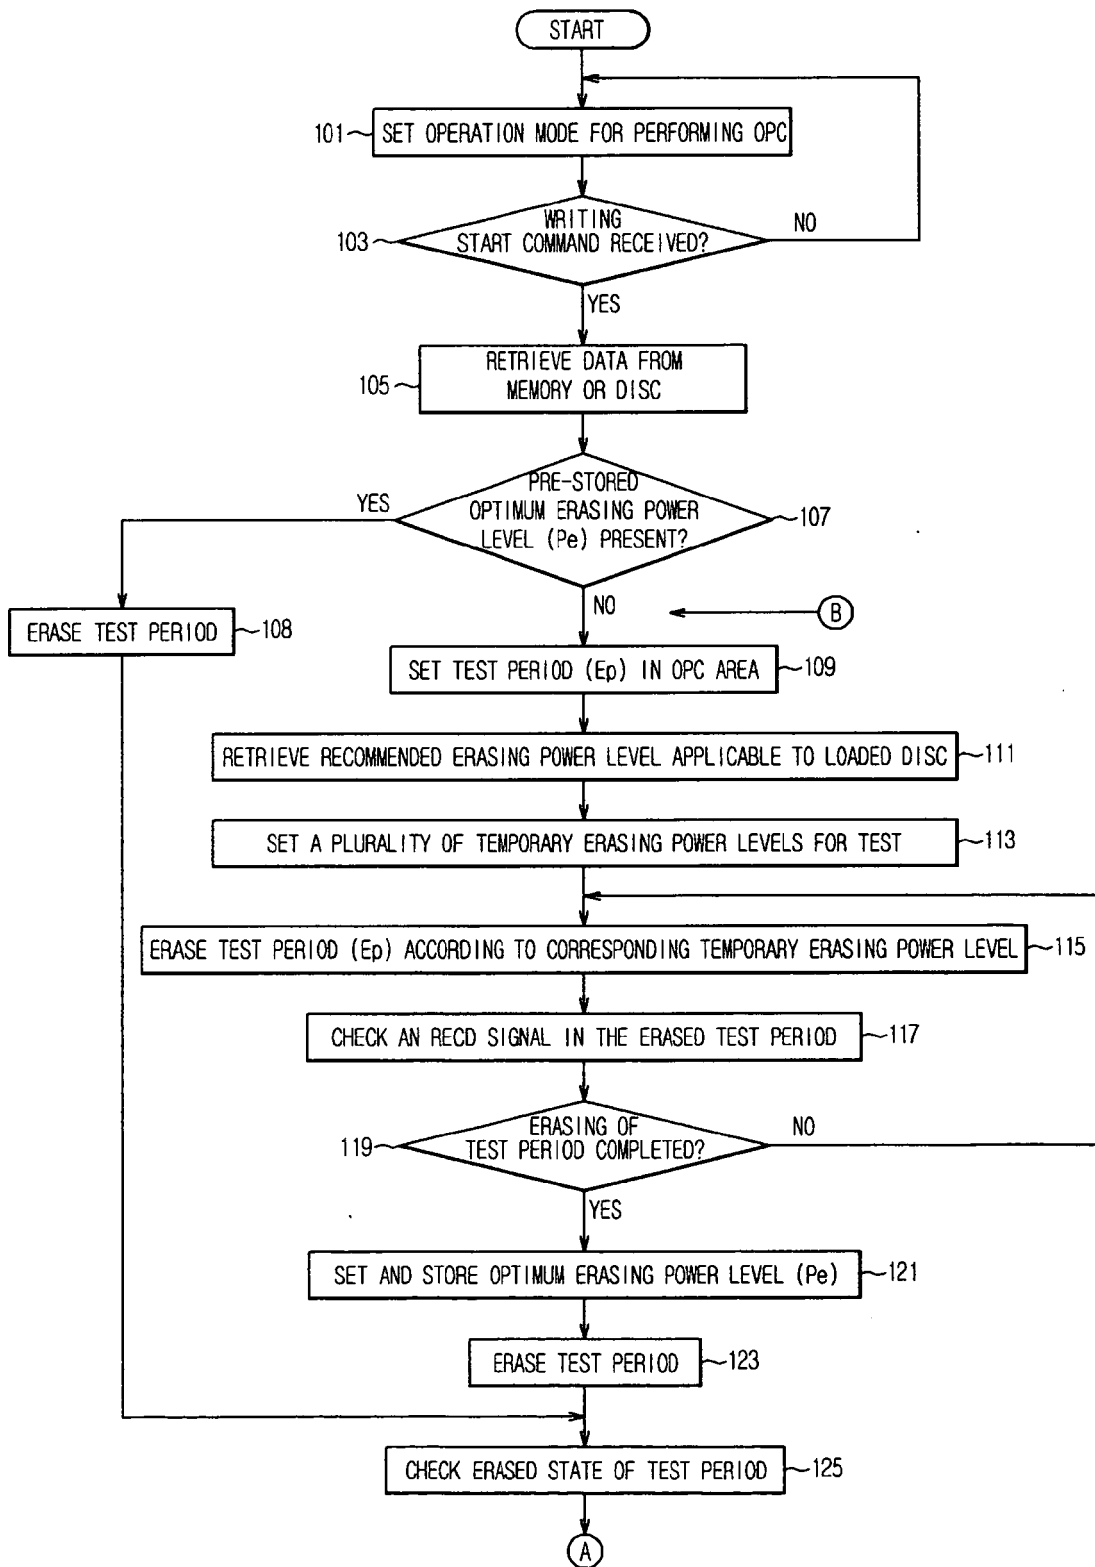 START
101
SET OPERATION MODE FOR PERFORMING OPC
WRITING
START COMMAND RECEIVED?
103
NO
YES
RETRIEVE DATA FROM
MEMORY OR DISC
105
PRE-STORED
OPTIMUM ERASING POWER
LEVEL (Pe) PRESENT?
107
YES
NO
B
ERASE TEST PERIOD
108
SET TEST PERIOD (Ep) IN OPC AREA
109
RETRIEVE RECOMMENDED ERASING POWER LEVEL APPLICABLE TO LOADED DISC
111
SET A PLURALITY OF TEMPORARY ERASING POWER LEVELS FOR TEST
113
ERASE TEST PERIOD (Ep) ACCORDING TO CORRESPONDING TEMPORARY ERASING POWER LEVEL
115
CHECK AN RECD SIGNAL IN THE ERASED TEST PERIOD
117
ERASING OF
TEST PERIOD COMPLETED?
119
NO
YES
SET AND STORE OPTIMUM ERASING POWER LEVEL (Pe)
121
ERASE TEST PERIOD
123
CHECK ERASED STATE OF TEST PERIOD
125
A